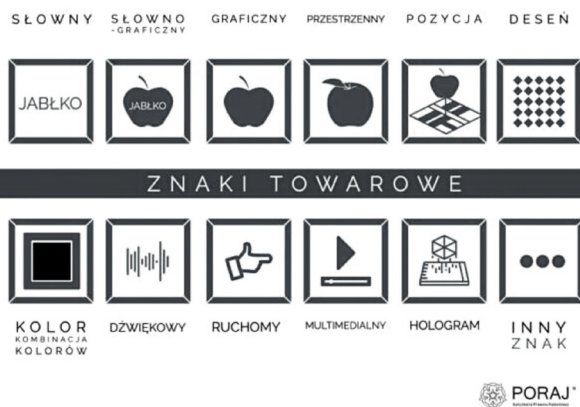 SŁOWNY
SŁOWNO
-GRAFICZNY
GRAFICZNY
PRZESTRZENNY
POZYCJA
DESEŃ
JABŁKO
JABŁKO
ZNAKI TOWAROWE
KOLOR
KOMBINACJA
KOLORÓW
DŹWIĘKOWY
RUCHOMY
MULTIMEDIALNY
HOLOGRAM
INNY
ZNAK
PORAJ